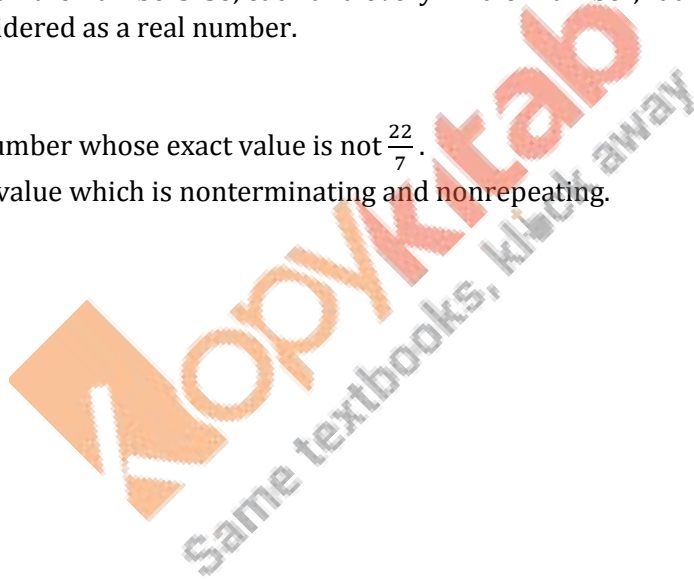 idered as a real number.
umber whose exact value is not 22/7.
value which is nonterminating and nonrepeating.
kopykitab
Same textbooks, klick away